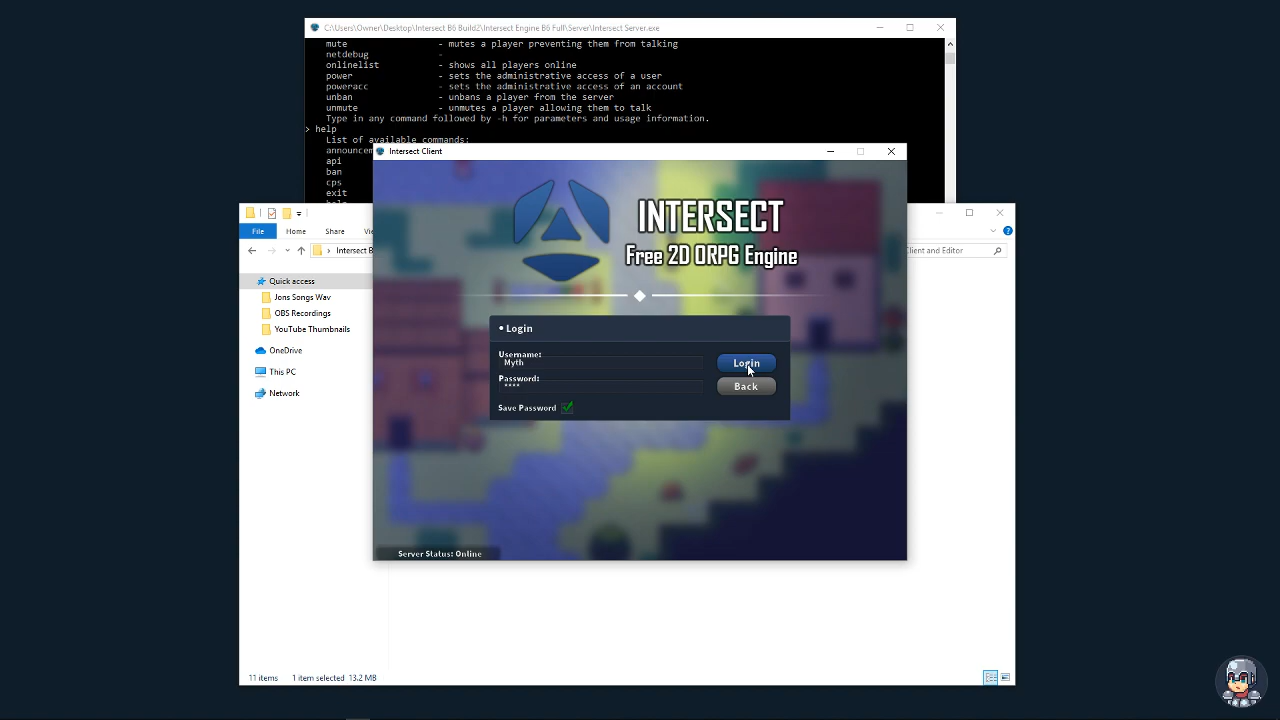 C:\Users\Owner\Desktop\Intersect B6 Build2\Intersect Engine B6 Full\Server\Intersect Server.exe
mute - mutes a player preventing them from talking
netdebug -
onlinelist - shows all players online
power - sets the administrative access of a user
poweracc - sets the administrative access of an account
unban - unbans a player from the server
unmute - unmutes a player allowing them to talk
Type in any command followed by -h for parameters and usage information.
> help
List of available commands:
announcem
api
ban
cps
exit
Intersect Client
INTERSECT
Free 2D ORPG Engine
• Login
Username:
Myth
Login
Password:
****
Back
Save Password
Server Status: Online
File Home Share Vie
Intersect B
Client and Editor
Quick access
Jons Songs Wav
OBS Recordings
YouTube Thumbnails
OneDrive
This PC
Network
11 items 1 item selected 13.2 MB